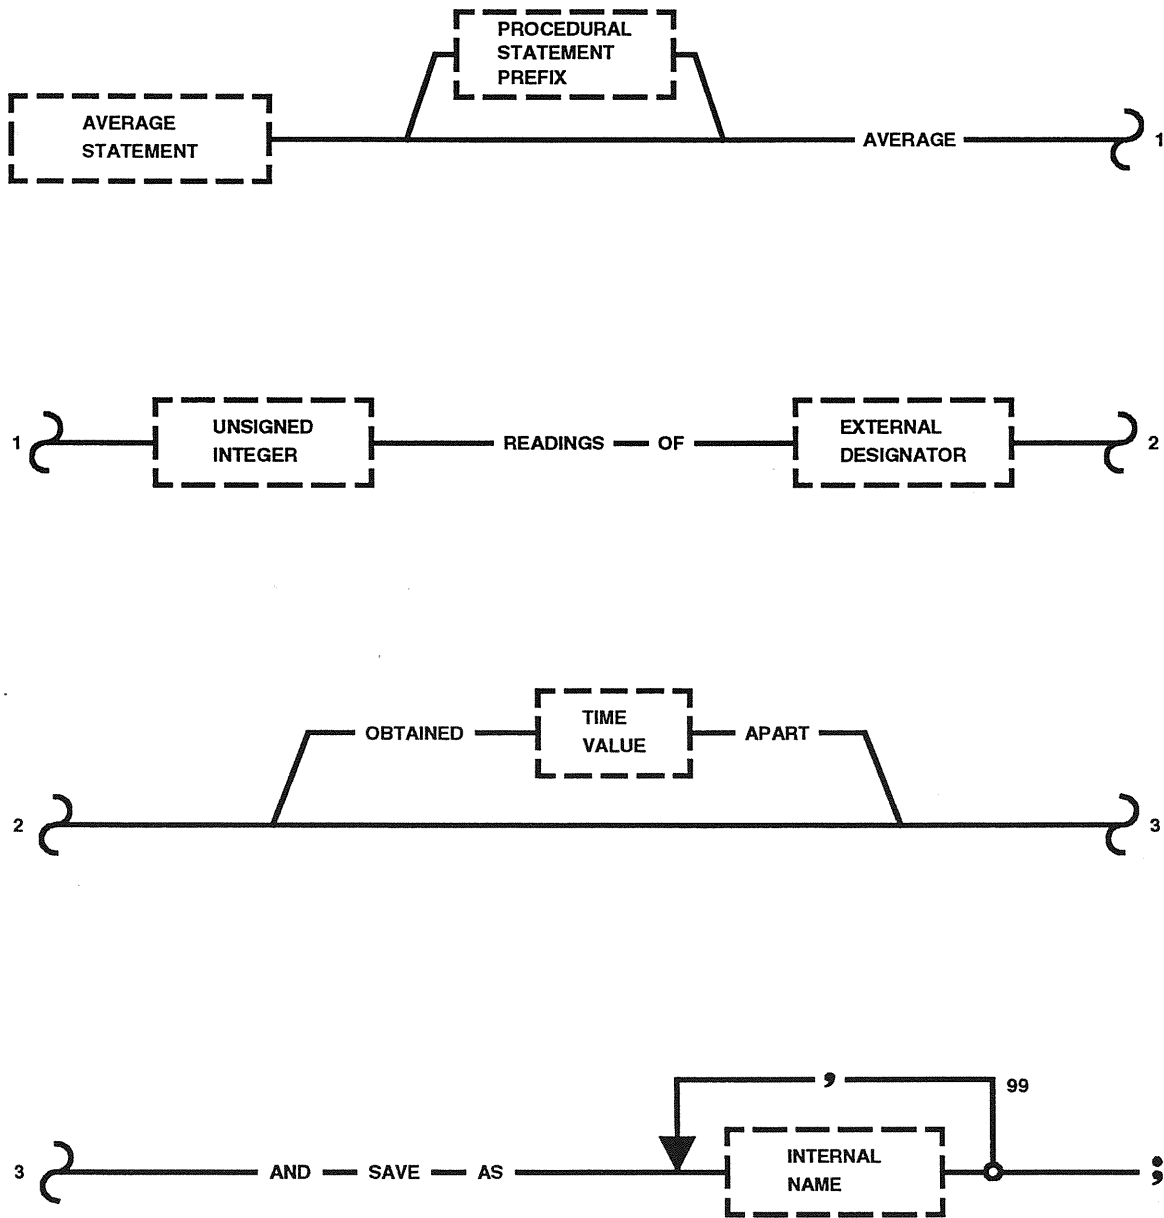 PROCEDURAL
STATEMENT
PREFIX
AVERAGE
STATEMENT
AVERAGE 1
1 UNSIGNED
INTEGER
READINGS OF
EXTERNAL
DESIGNATOR
2
OBTAINED
TIME
VALUE
APART
2 3
, 99
3 AND SAVE AS
INTERNAL
NAME
;